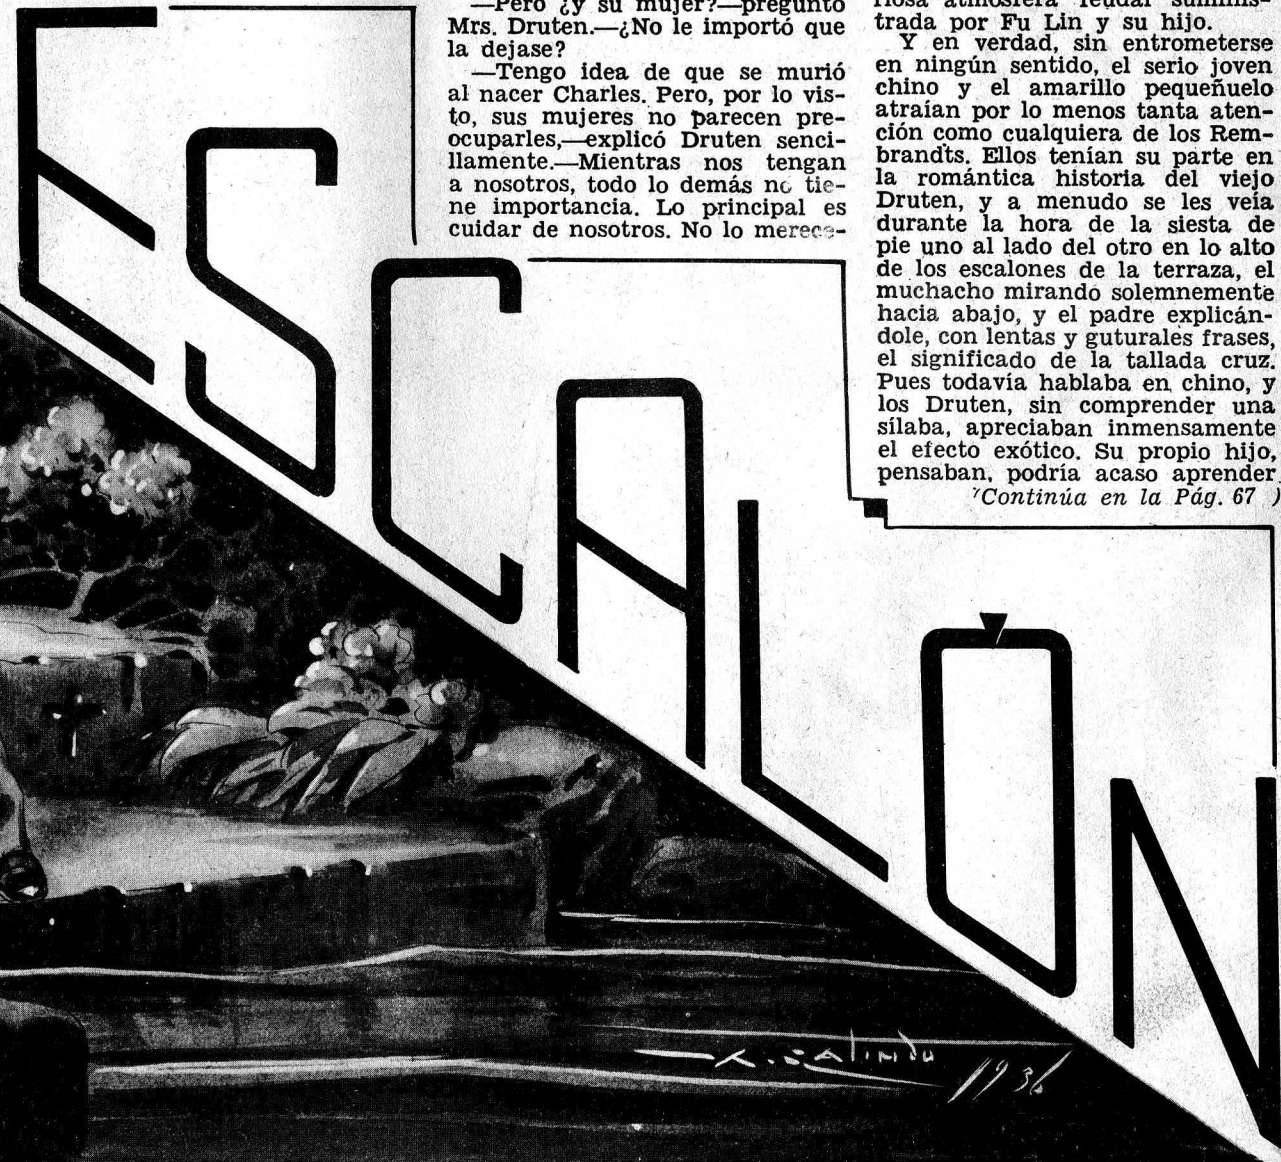 —Pero ¿y su mujer?—preguntó
Mrs. Druten.—¿No le importó que
la dejase?
—Tengo idea de que se murió
al nacer Charles. Pero, por lo vis-
to, sus mujeres no parecen pre-
ocuparles,—explicó Druten senci-
llamente.—Mientras nos tengan
a nosotros, todo lo demás no tie-
ne importancia. Lo principal es
cuidar de nosotros. No lo merece-
riosa atmósfera feudal suminis-
trada por Fu Lin y su hijo.
Y en verdad, sin entrometerse
en ningún sentido, el serio joven
chino y el amarillo pequeñuelo
atraían por lo menos tanta aten-
ción como cualquiera de los Rem-
brandts. Ellos tenían su parte en
la romántica historia del viejo
Druten, y a menudo se les veía
durante la hora de la siesta de
pie uno al lado del otro en lo alto
de los escalones de la terraza, el
muchacho mirando solemnemente
hacia abajo, y el padre explicán-
dole, con lentas y guturales frases,
el significado de la tallada cruz.
Pues todavía hablaba en chino, y
los Druten, sin comprender una
sílaba, apreciaban inmensamente
el efecto exótico. Su propio hijo,
pensaban, podría acaso aprender
(Continúa en la Pág. 67 )
ESCALÓN
A. Galindo
1936